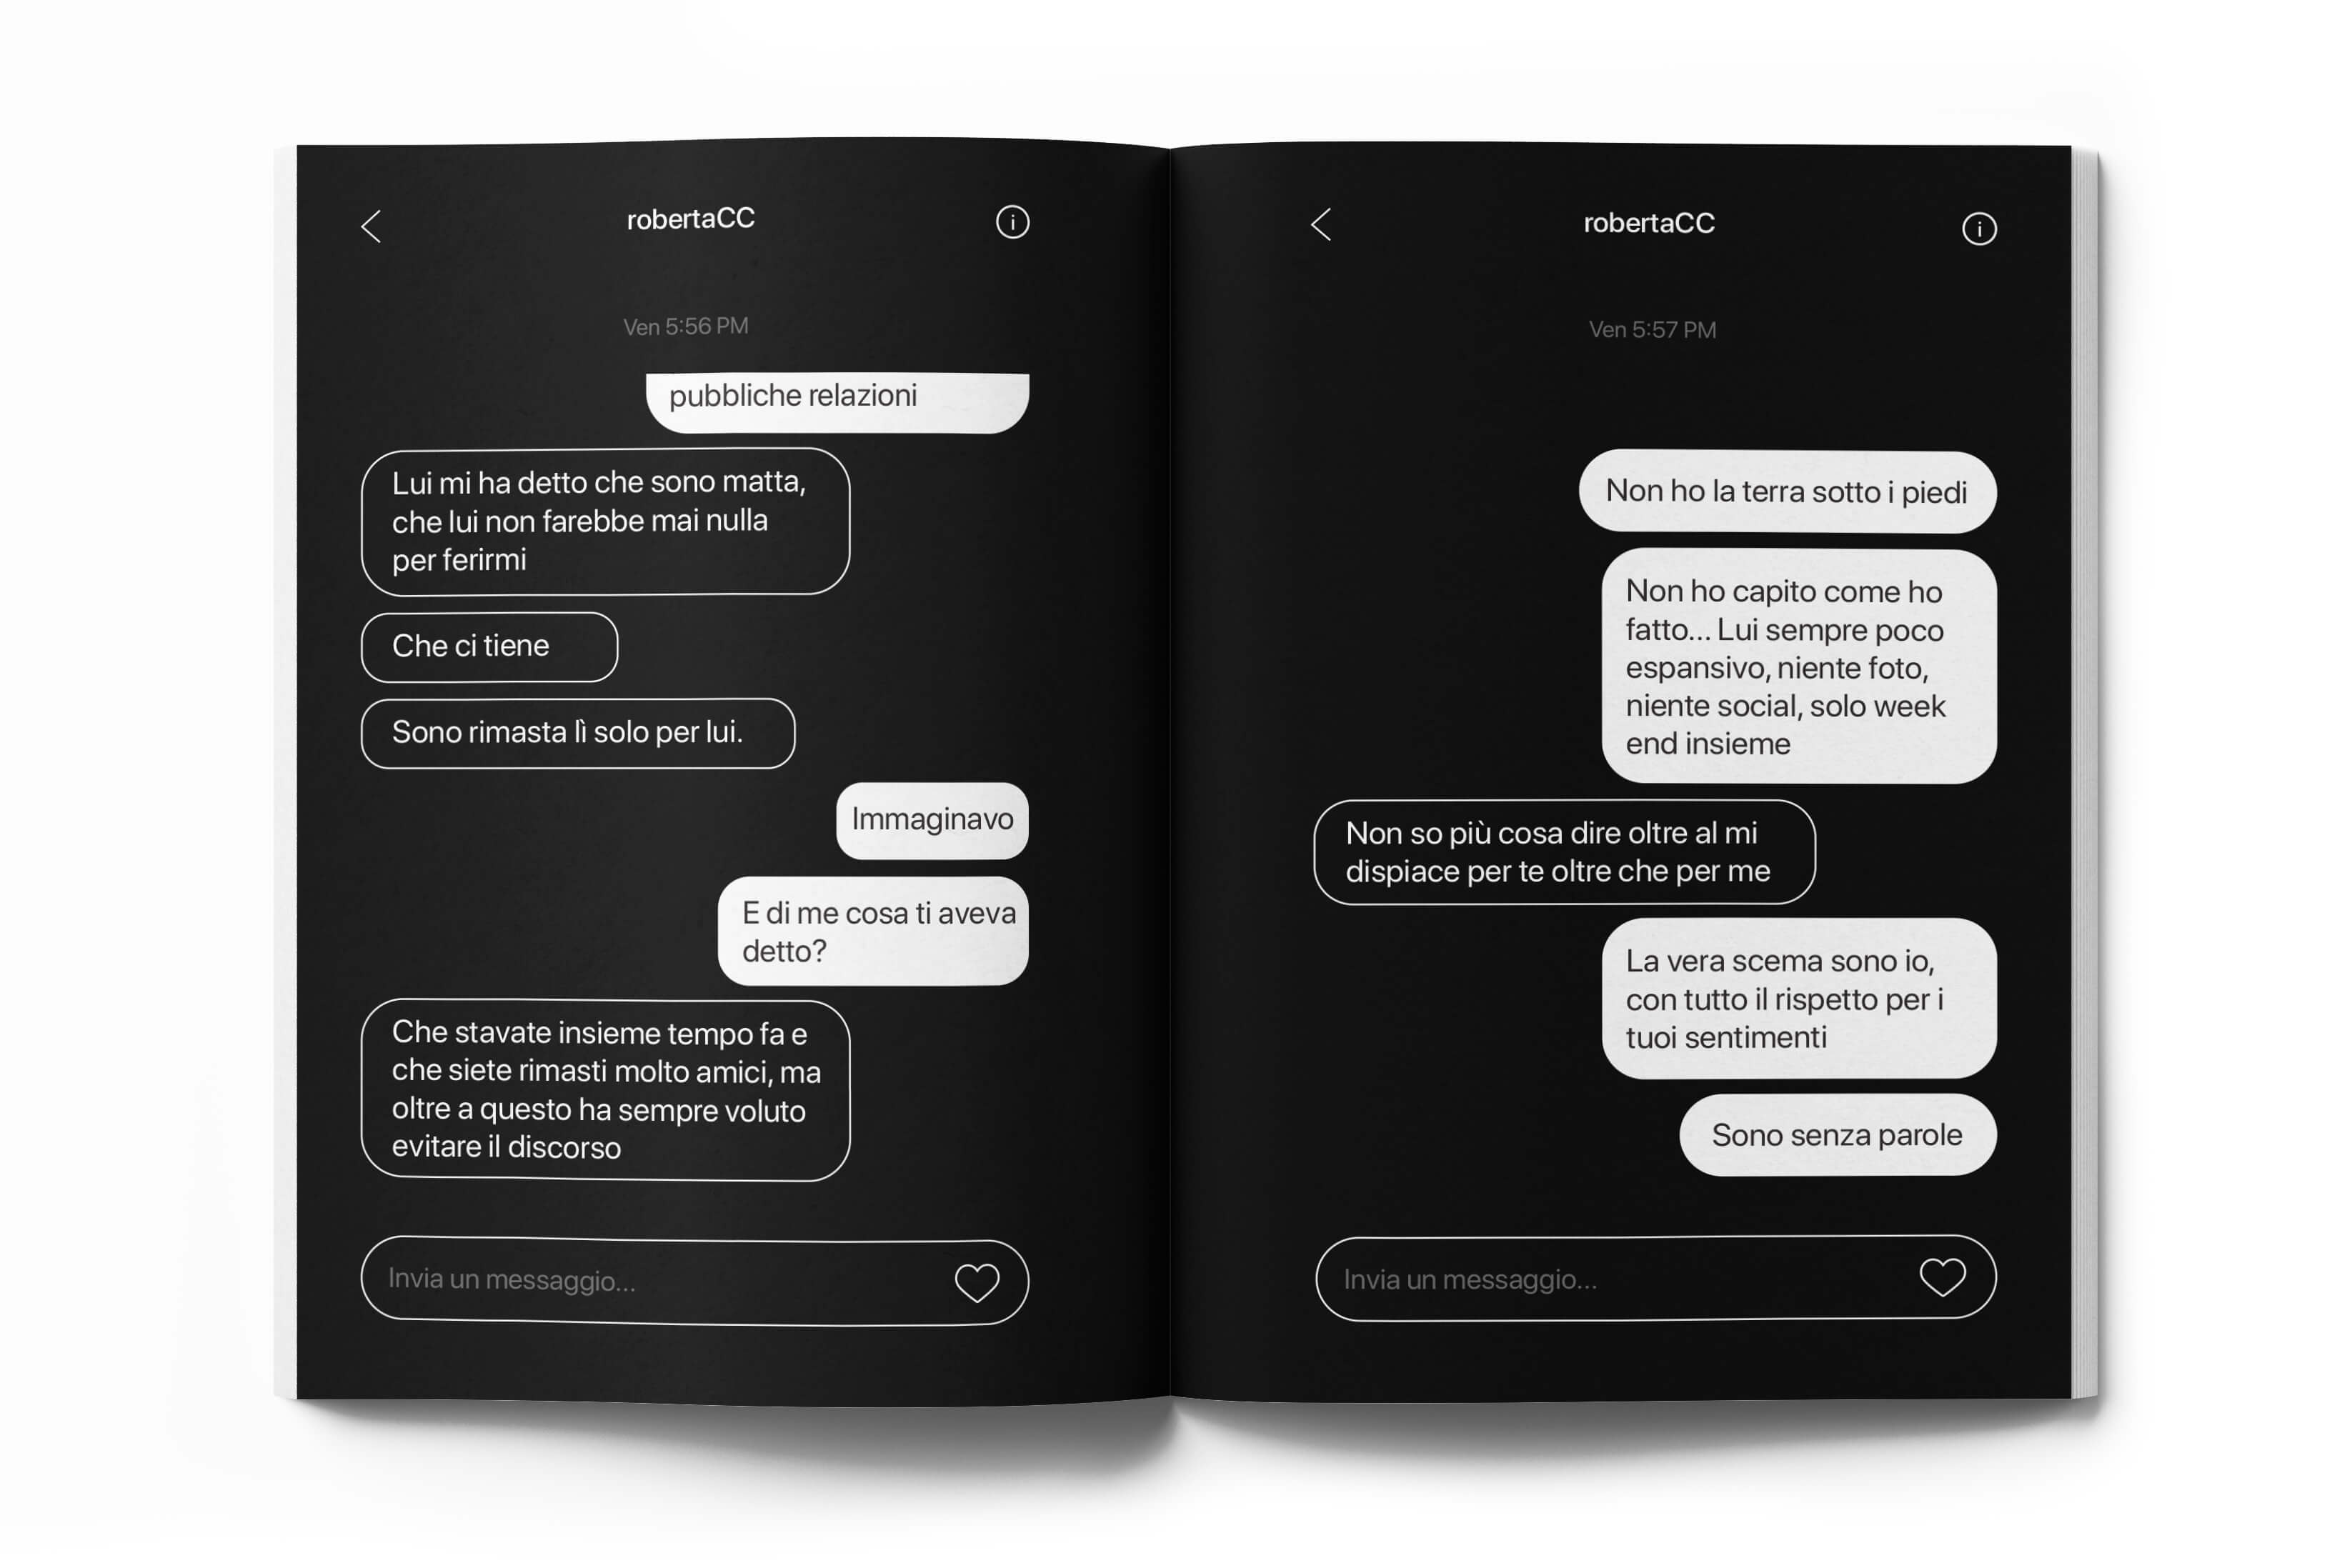 robertaCC
Ven 5:56 PM
pubbliche relazioni
Lui mi ha detto che sono matta,
che lui non farebbe mai nulla
per ferirmi
Che ci tiene
Sono rimasta lì solo per lui.
Immaginavo
E di me cosa ti aveva
detto?
Che stavate insieme tempo fa e
che siete rimasti molto amici, ma
oltre a questo ha sempre voluto
evitare il discorso
Invia un messaggio...
robertaCC
Ven 5:57 PM
Non ho la terra sotto i piedi
Non ho capito come ho
fatto... Lui sempre poco
espansivo, niente foto,
niente social, solo week
end insieme
Non so più cosa dire oltre al mi
dispiace per te oltre che per me
La vera scema sono io,
con tutto il rispetto per i
tuoi sentimenti
Sono senza parole
Invia un messaggio...